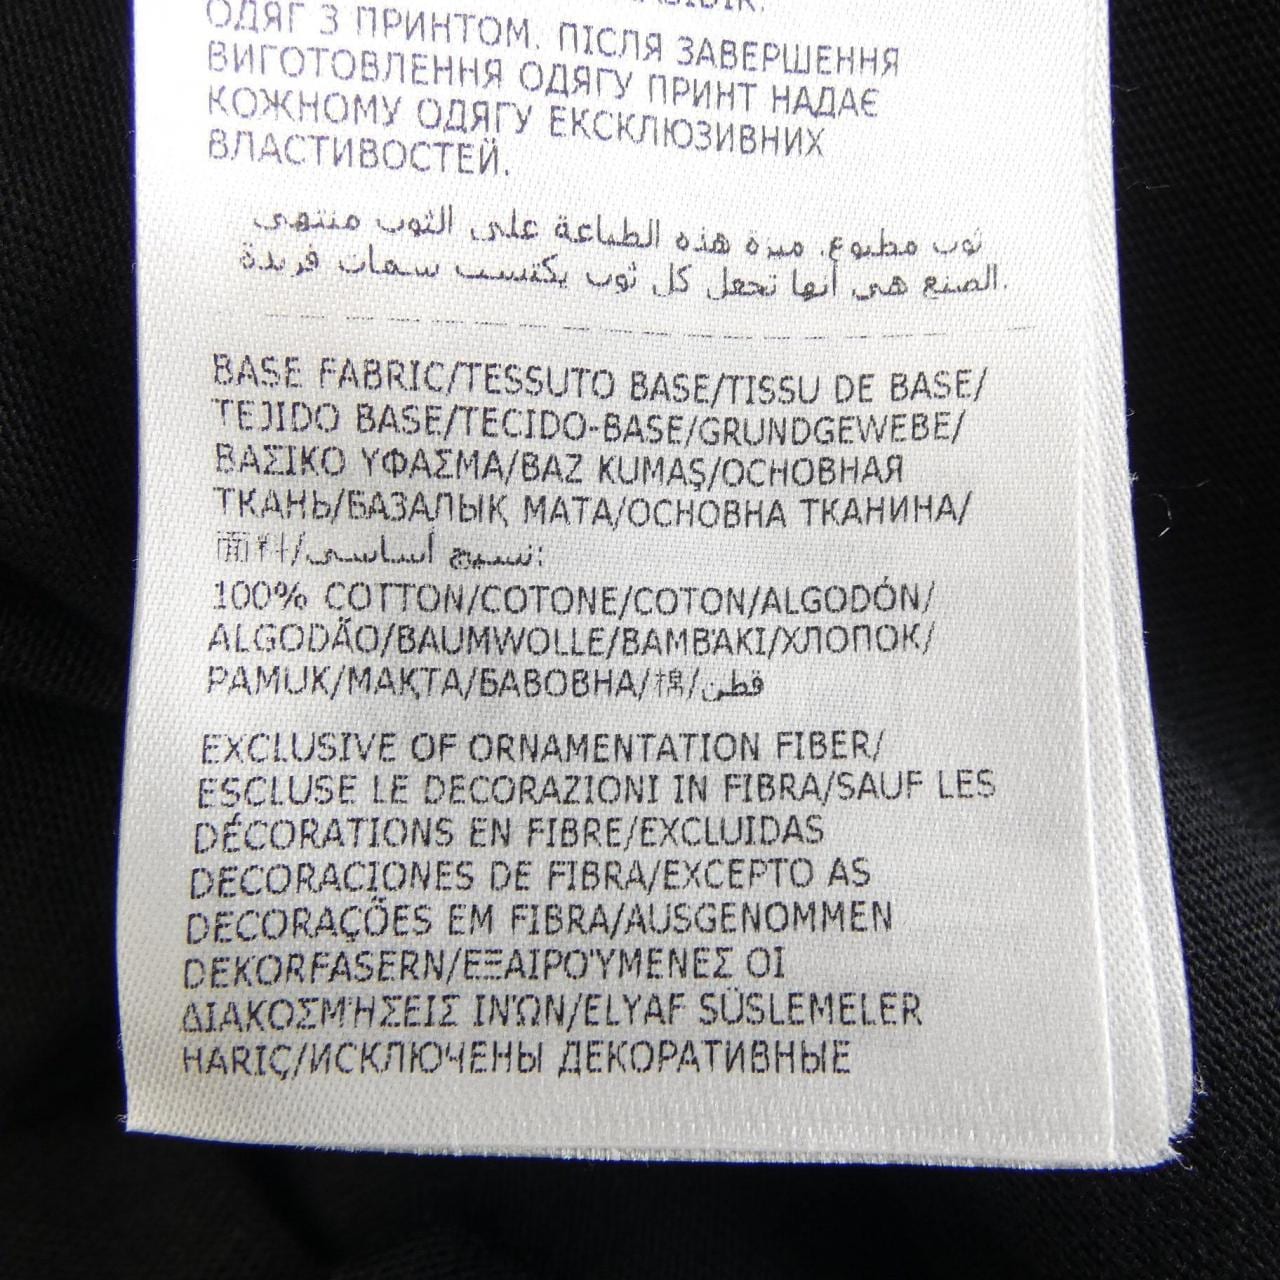 ОДЯГ З ПРИНТОМ. ПІСЛЯ ЗАВЕРШЕННЯ
ВИГОТОВЛЕННЯ ОДЯГУ ПРИНТ НАДАЄ
КОЖНОМУ ОДЯГУ ЕКСКЛЮЗИВНИХ
ВЛАСТИВОСТЕЙ.
ثوب مطبوع. ميزة هذه الطباعة على الثوب منتهي
الصنع هي أنها تجعل كل ثوب يكتسب سمات فريدة.
BASE FABRIC/TESSUTO BASE/TISSU DE BASE/
TEJIDO BASE/TECIDO-BASE/GRUNDGEWEBE/
ΒΑΣΙΚΟ ΥΦΑΣΜΑ/BAZ KUMAŞ/ОСНОВНАЯ
ТКАНЬ/БАЗАЛЫҚ МАТА/ОСНОВНА ТКАНИНА/
面料/نسيج أساسي:
100% COTTON/COTONE/COTON/ALGODÓN/
ALGODÃO/BAUMWOLLE/ΒΑΜΒΆΚΙ/ХЛОПОК/
PAMUK/МАҚТА/БАВОВНА/棉/قطن
EXCLUSIVE OF ORNAMENTATION FIBER/
ESCLUSE LE DECORAZIONI IN FIBRA/SAUF LES
DÉCORATIONS EN FIBRE/EXCLUIDAS
DECORACIONES DE FIBRA/EXCEPTO AS
DECORAÇÕES EM FIBRA/AUSGENOMMEN
DEKORFASERN/ΕΞΑΙΡΟΎΜΕΝΕΣ ΟΙ
ΔΙΑΚΟΣΜΉΣΕΙΣ ΙΝΏΝ/ELYAF SÜSLEMELER
HARIÇ/ИСКЛЮЧЕНЫ ДЕКОРАТИВНЫЕ